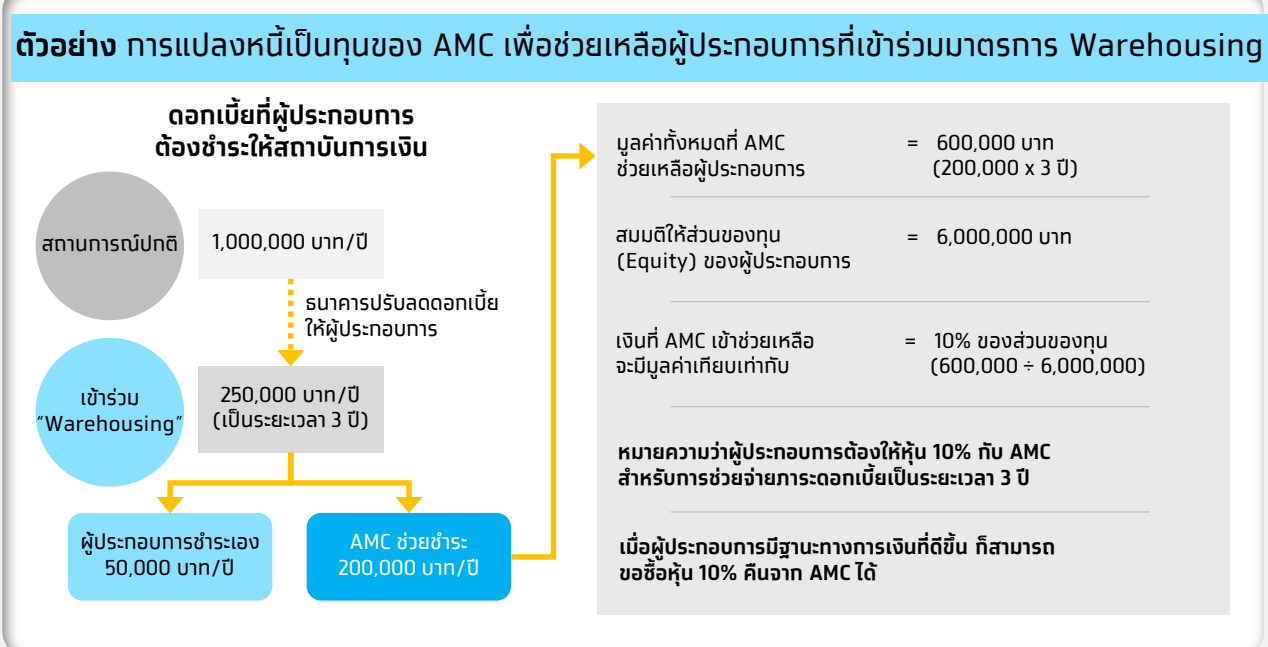 ตัวอย่าง การแปลงหนี้เป็นทุนของ AMC เพื่อช่วยเหลือผู้ประกอบการที่เข้าร่วมมาตรการ Warehousing
ดอกเบี้ยที่ผู้ประกอบการ
ต้องชำระให้สถาบันการเงิน
สถานการณ์ปกติ
1,000,000 บาท/ปี
ธนาคารปรับลดดอกเบี้ย
ให้ผู้ประกอบการ
เข้าร่วม
"Warehousing"
250,000 บาท/ปี
(เป็นระยะเวลา 3 ปี)
ผู้ประกอบการชำระเอง
50,000 บาท/ปี
AMC ช่วยชำระ
200,000 บาท/ปี
มูลค่าทั้งหมดที่ AMC = 600,000 บาท
ช่วยเหลือผู้ประกอบการ (200,000 x 3 ปี)
สมมติให้ส่วนของทุน = 6,000,000 บาท
(Equity) ของผู้ประกอบการ
เงินที่ AMC เข้าช่วยเหลือ = 10% ของส่วนของทุน
จะมีมูลค่าเทียบเท่ากับ (600,000 ÷ 6,000,000)
หมายความว่าผู้ประกอบการต้องให้หุ้น 10% กับ AMC
สำหรับการช่วยจ่ายภาระดอกเบี้ยเป็นระยะเวลา 3 ปี
เมื่อผู้ประกอบการมีฐานะทางการเงินที่ดีขึ้น ก็สามารถ
ขอซื้อหุ้น 10% คืนจาก AMC ได้